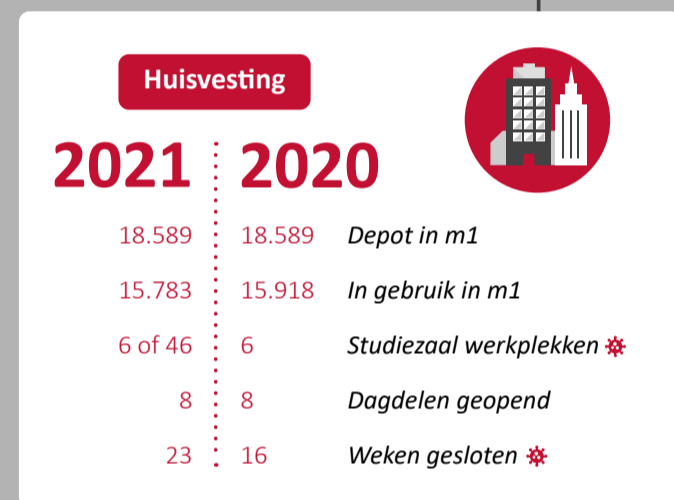 Huisvesting
2021 2020
18.589 18.589 Depot in m1
15.783 15.918 In gebruik in m1
6 of 46 6 Studiezaal werkplekken
8 8 Dagdelen geopend
23 16 Weken gesloten